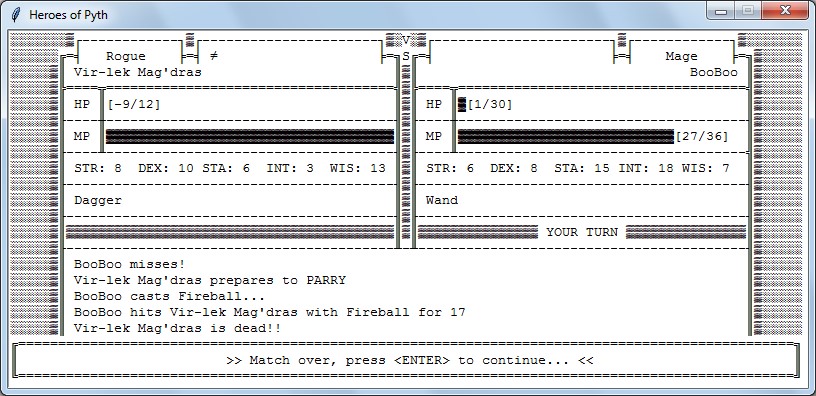 Heroes of Pyth
V
Rogue ≠ Mage
S
Vir-lek Mag'dras BooBoo
HP [-9/12] HP [1/30]
MP MP [27/36]
STR: 8 DEX: 10 STA: 6 INT: 3 WIS: 13 STR: 6 DEX: 8 STA: 15 INT: 18 WIS: 7
Dagger Wand
YOUR TURN
BooBoo misses!
Vir-lek Mag'dras prepares to PARRY
BooBoo casts Fireball...
BooBoo hits Vir-lek Mag'dras with Fireball for 17
Vir-lek Mag'dras is dead!!
>> Match over, press <ENTER> to continue... <<